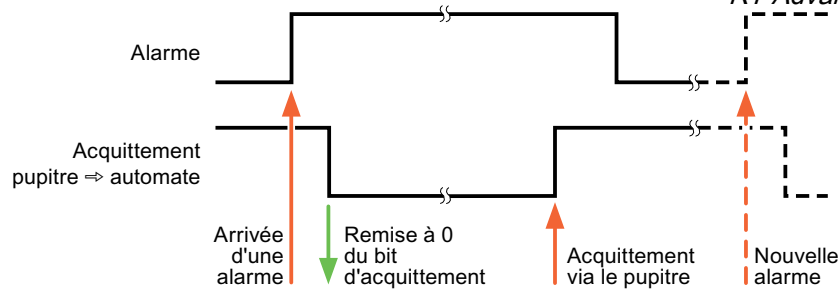 Alarme
Acquittement
pupitre ⇨ automate
Arrivée
d'une
alarme
Remise à 0
du bit
d'acquittement
Acquittement
via le pupitre
Nouvelle
alarme